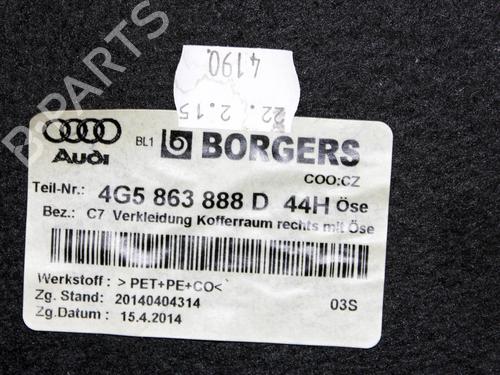 B-PARTS
4190
22. 2.15
Audi
BL1 BORGERS
COO:CZ
Teil-Nr.: 4G5 863 888 D 44H Öse
Bez.: C7 Verkleidung Kofferraum rechts mit Öse
Werkstoff : > PET+PE+CO<
Zg. Stand: 20140404314 03S
Zg.Datum : 15.4.2014